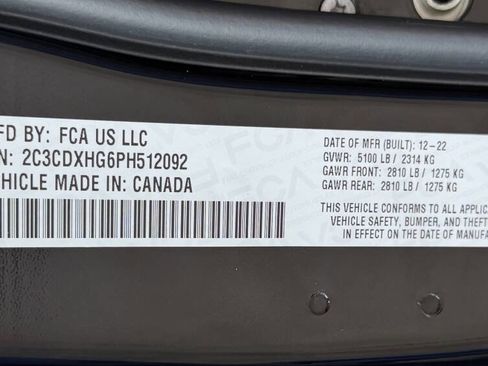 FD BY: FCA US LLC
N: 2C3CDXHG6PH512092
EHICLE MADE IN: CANADA
DATE OF MFR (BUILT): 12-22
GVWR: 5100 LB / 2314 KG
GAWR FRONT: 2810 LB / 1275 KG
GAWR REAR: 2810 LB / 1275 KG
THIS VEHICLE CONFORMS TO ALL APPLICA
VEHICLE SAFETY, BUMPER, AND THEFT
IN EFFECT ON THE DATE OF MANUFA